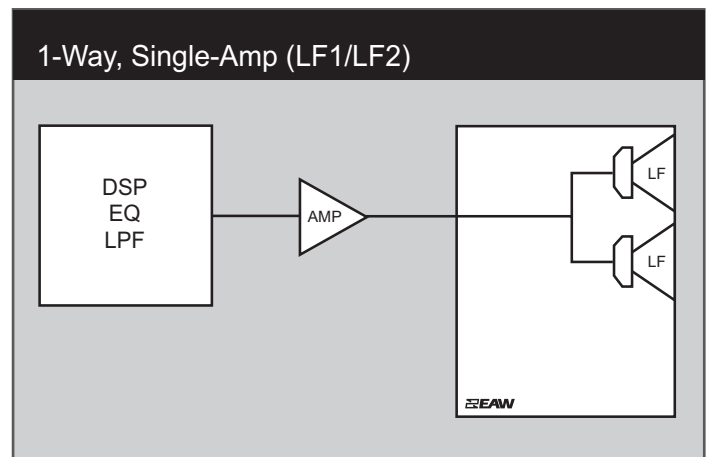 1-Way, Single-Amp (LF1/LF2)
DSP
EQ
LPF
AMP
LF
LF
EAW